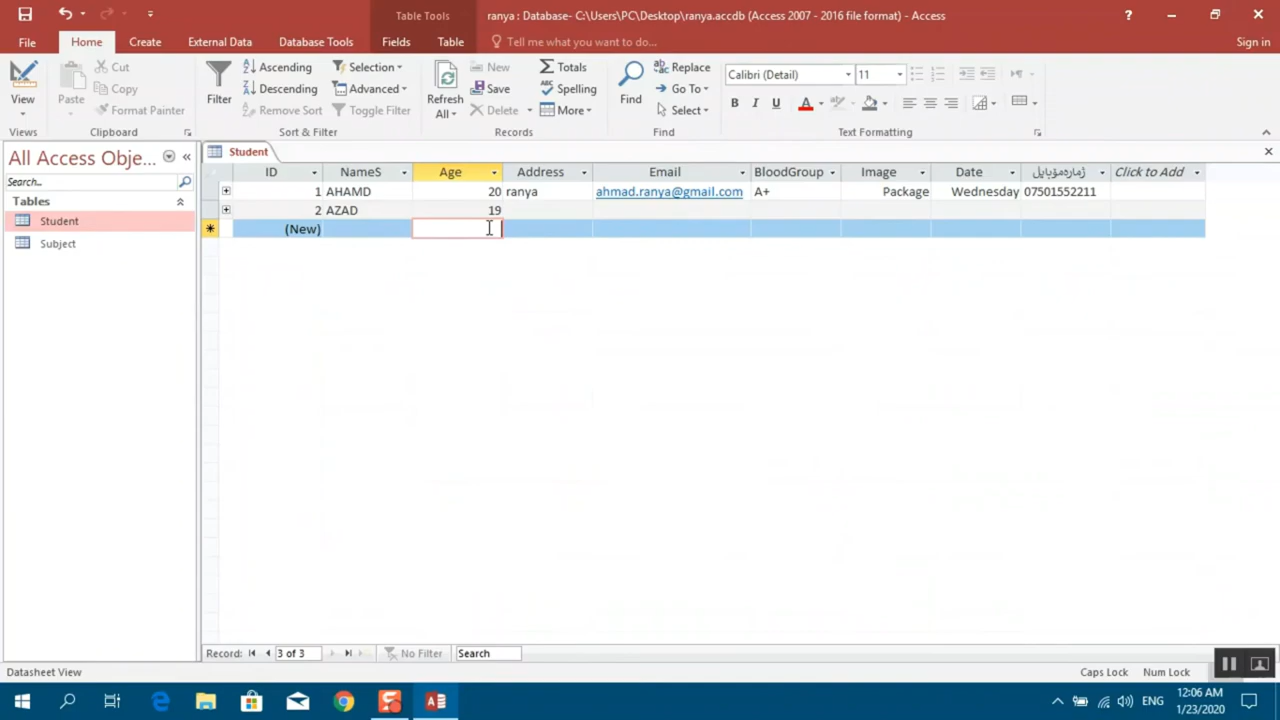 Table Tools
ranya : Database- C:\Users\PC\Desktop\ranya.accdb (Access 2007 - 2016 file format) - Access
?
File Home Create External Data Database Tools Fields Table Tell me what you want to do... Sign in
View
Views
Paste
Cut
Copy
Format Painter
Clipboard
Filter
Ascending
Descending
Remove Sort
Selection
Advanced
Toggle Filter
Sort & Filter
Refresh
All
New
Save
Delete
Totals
Spelling
More
Records
Find
Replace
Go To
Select
Find
Calibri (Detail) 11
B I U A
Text Formatting
All Access Obje...
Search...
Tables
Student
Subject
Student
ID NameS Age Address Email BloodGroup Image Date ژمارەمۆبایل Click to Add
1 AHAMD 20 ranya ahmad.ranya@gmail.com A+ Package Wednesday 07501552211
2 AZAD 19
(New)
Record: 3 of 3 No Filter Search
Datasheet View Caps Lock Num Lock
ENG
12:06 AM
1/23/2020